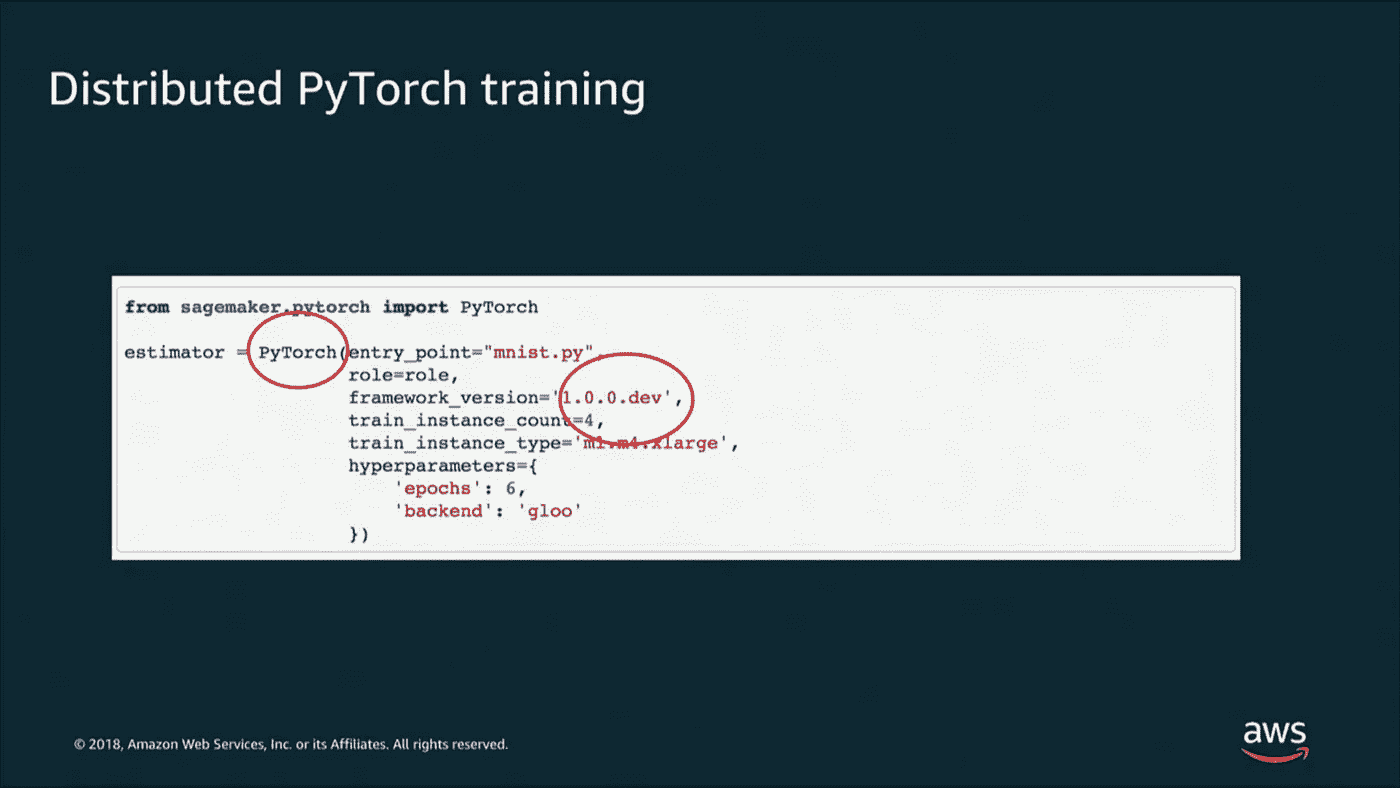 Distributed PyTorch training
from sagemaker.pytorch import PyTorch
estimator = PyTorch(entry_point="mnist.py",
role=role,
framework_version='1.0.0.dev',
train_instance_count=4,
train_instance_type='ml.m4.xlarge',
hyperparameters={
'epochs': 6,
'backend': 'gloo'
})
© 2018, Amazon Web Services, Inc. or its Affiliates. All rights reserved.
aws